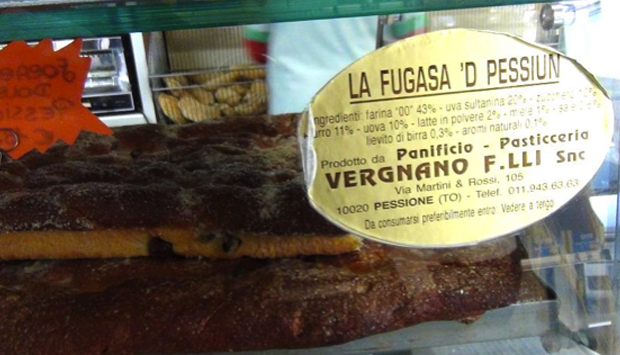 LA FUGASA 'D PESSIUN
Ingredienti: farina "00" 43% - uva sultanina 20% - zucchero
burro 11% - uova 10% - latte in polvere 2% - miele 1% - sale
lievito di birra 0,3% - aromi naturali 0,1%
Prodotto da Panificio - Pasticceria
VERGNANO F.LLI Snc
Via Martini & Rossi, 105
10020 PESSIONE (TO) - Telef. 011.943.63.63
Da consumarsi preferibilmente entro: Vedere a tergo